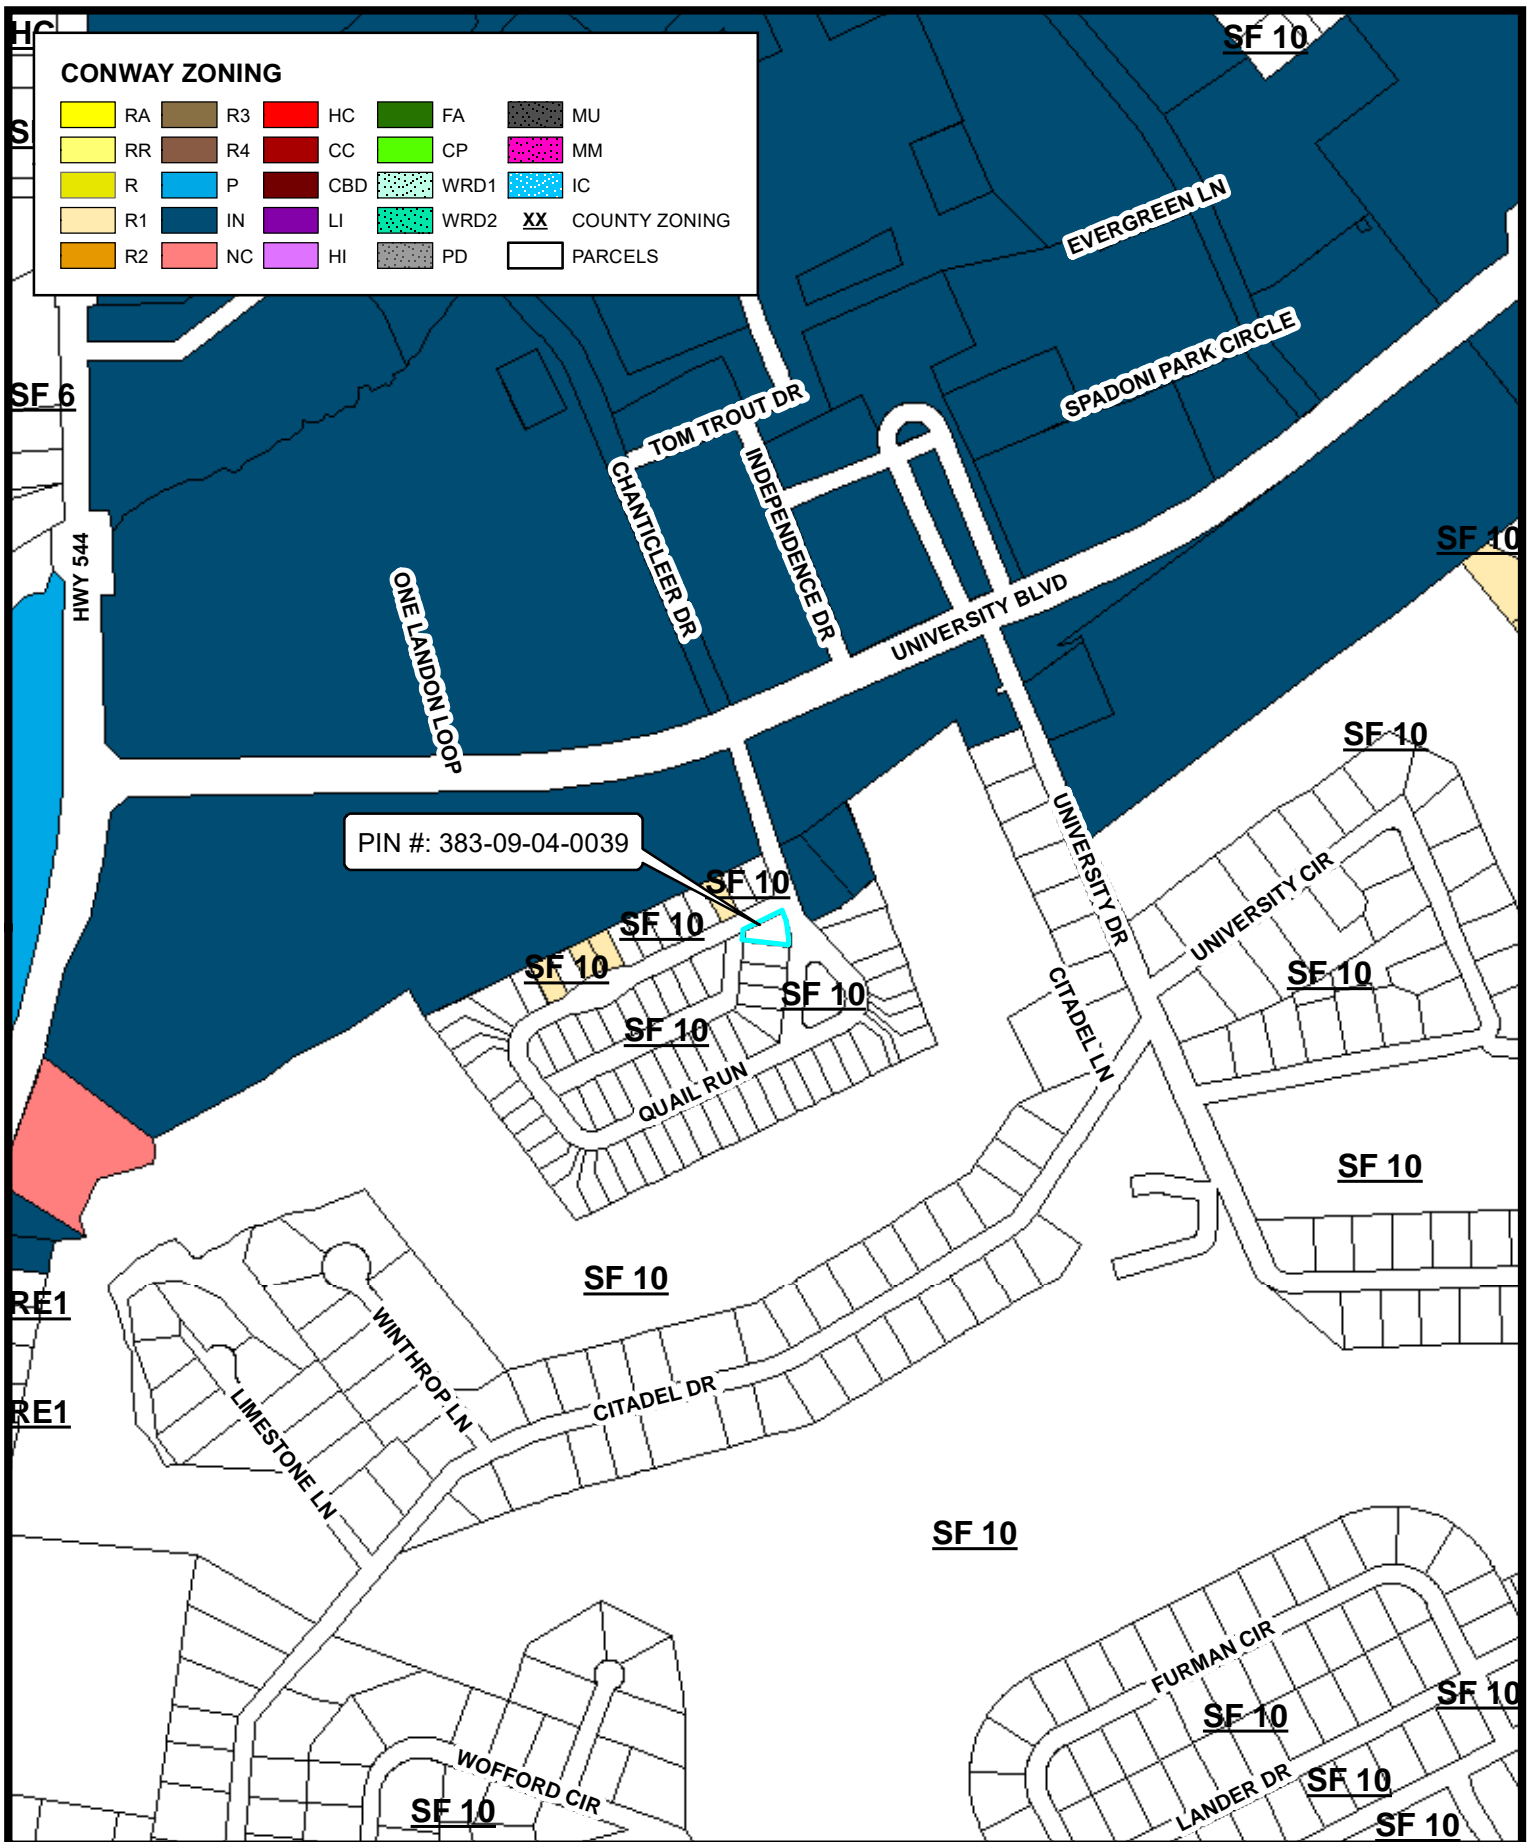 HC
CONWAY ZONING
RA R3 HC FA MU
RR R4 CC CP MM
R P CBD WRD1 IC
R1 IN LI WRD2 XX COUNTY ZONING
R2 NC HI PD PARCELS
SF 10
EVERGREEN LN
SPADONI PARK CIRCLE
SF 6
TOM TROUT DR
HWY 544
CHANTICLEER DR
INDEPENDENCE DR
ONE LANDON LOOP
UNIVERSITY BLVD
SF 10
SF 10
PIN #: 383-09-04-0039
UNIVERSITY DR
UNIVERSITY CIR
SF 10
SF 10
SF 10
SF 10
SF 10
SF 10
CITADEL LN
QUAIL RUN
SF 10
SF 10
RE1
WINTHROP LN
CITADEL DR
RE1
LIMESTONE LN
SF 10
FURMAN CIR
SF 10
SF 10
WOFFORD CIR
SF 10
LANDER DR
SF 10
SF 10